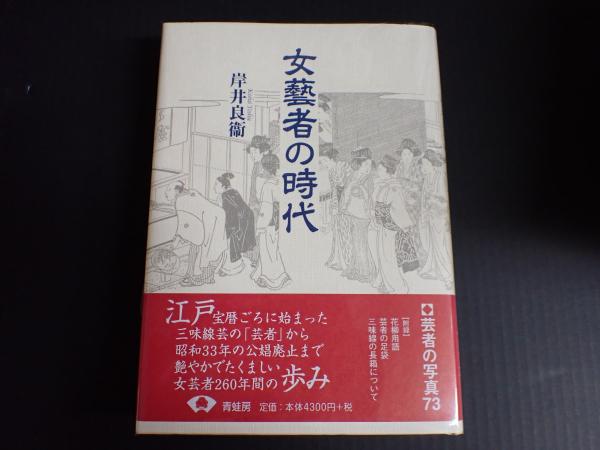 女藝者の時代
岸井良衞
Kishii Yoshie
江戸宝暦ごろに始まった
三味線芸の「芸者」から
昭和33年の公娼廃止まで
艶やかでたくましい
女芸者260年間の歩み
青蛙房 定価:本体4300円+税
◆芸者の写真73
【附録】
花柳用語
芸者の足袋
三味線の長箱について